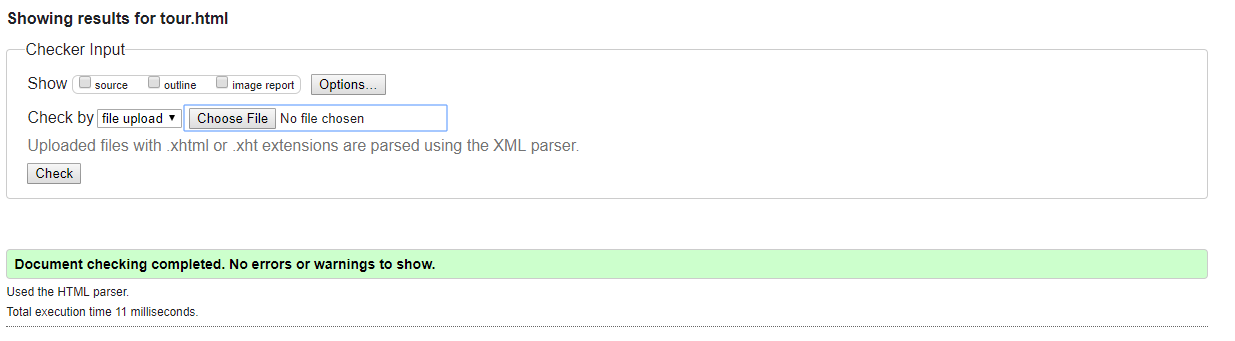 Showing results for tour.html
Checker Input
Show source outline image report Options...
Check by file upload Choose File No file chosen
Uploaded files with .xhtml or .xht extensions are parsed using the XML parser.
Check
Document checking completed. No errors or warnings to show.
Used the HTML parser.
Total execution time 11 milliseconds.